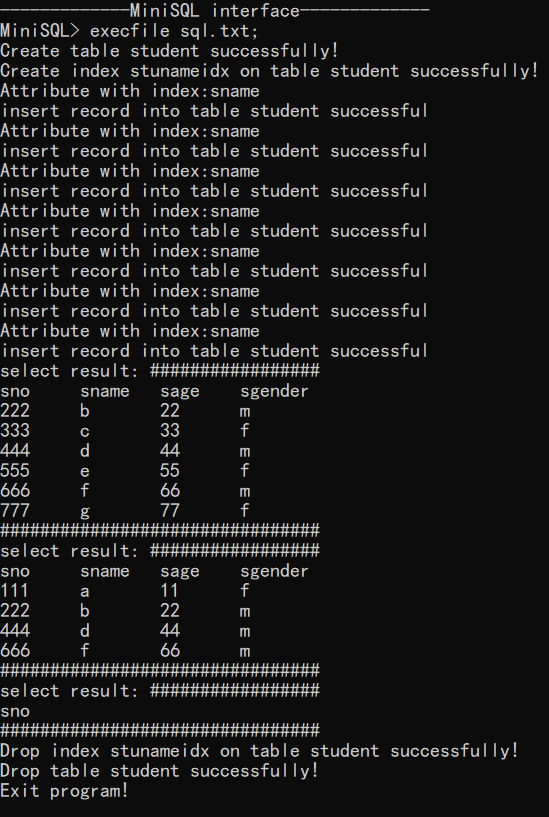 -------------MiniSQL interface-------------
MiniSQL> execfile sql.txt;
Create table student successfully!
Create index stunameidx on table student successfully!
Attribute with index:sname
insert record into table student successful
Attribute with index:sname
insert record into table student successful
Attribute with index:sname
insert record into table student successful
Attribute with index:sname
insert record into table student successful
Attribute with index:sname
insert record into table student successful
Attribute with index:sname
insert record into table student successful
Attribute with index:sname
insert record into table student successful
select result: #################
sno     sname   sage    sgender
222     b       22      m
333     c       33      f
444     d       44      m
555     e       55      f
666     f       66      m
777     g       77      f
################################
select result: #################
sno     sname   sage    sgender
111     a       11      f
222     b       22      m
444     d       44      m
666     f       66      m
################################
select result: #################
sno
################################
Drop index stunameidx on table student successfully!
Drop table student successfully!
Exit program!